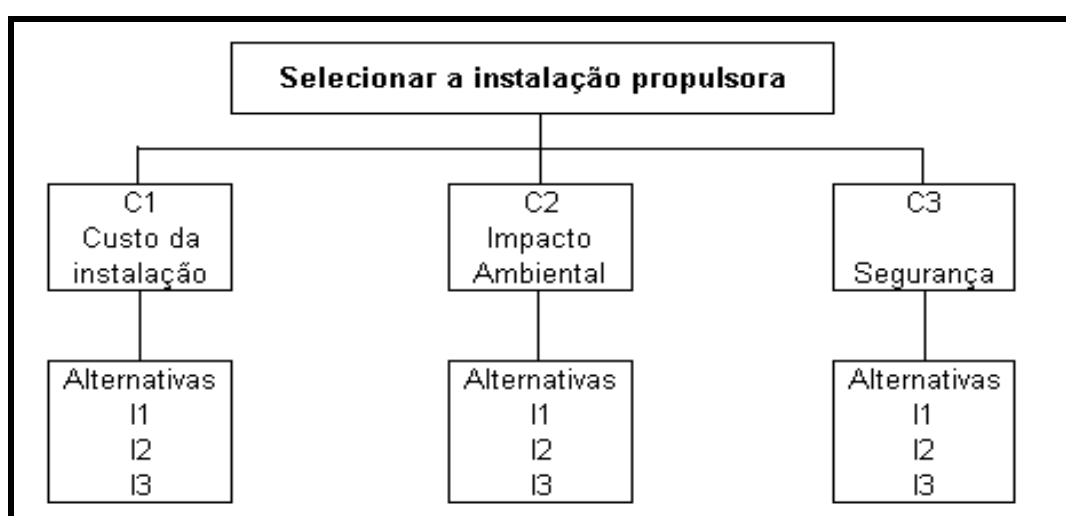 Selecionar a instalação propulsora
C1
Custo da
instalação
Alternativas
I1
I2
I3
C2
Impacto
Ambiental
Alternativas
I1
I2
I3
C3
Segurança
Alternativas
I1
I2
I3